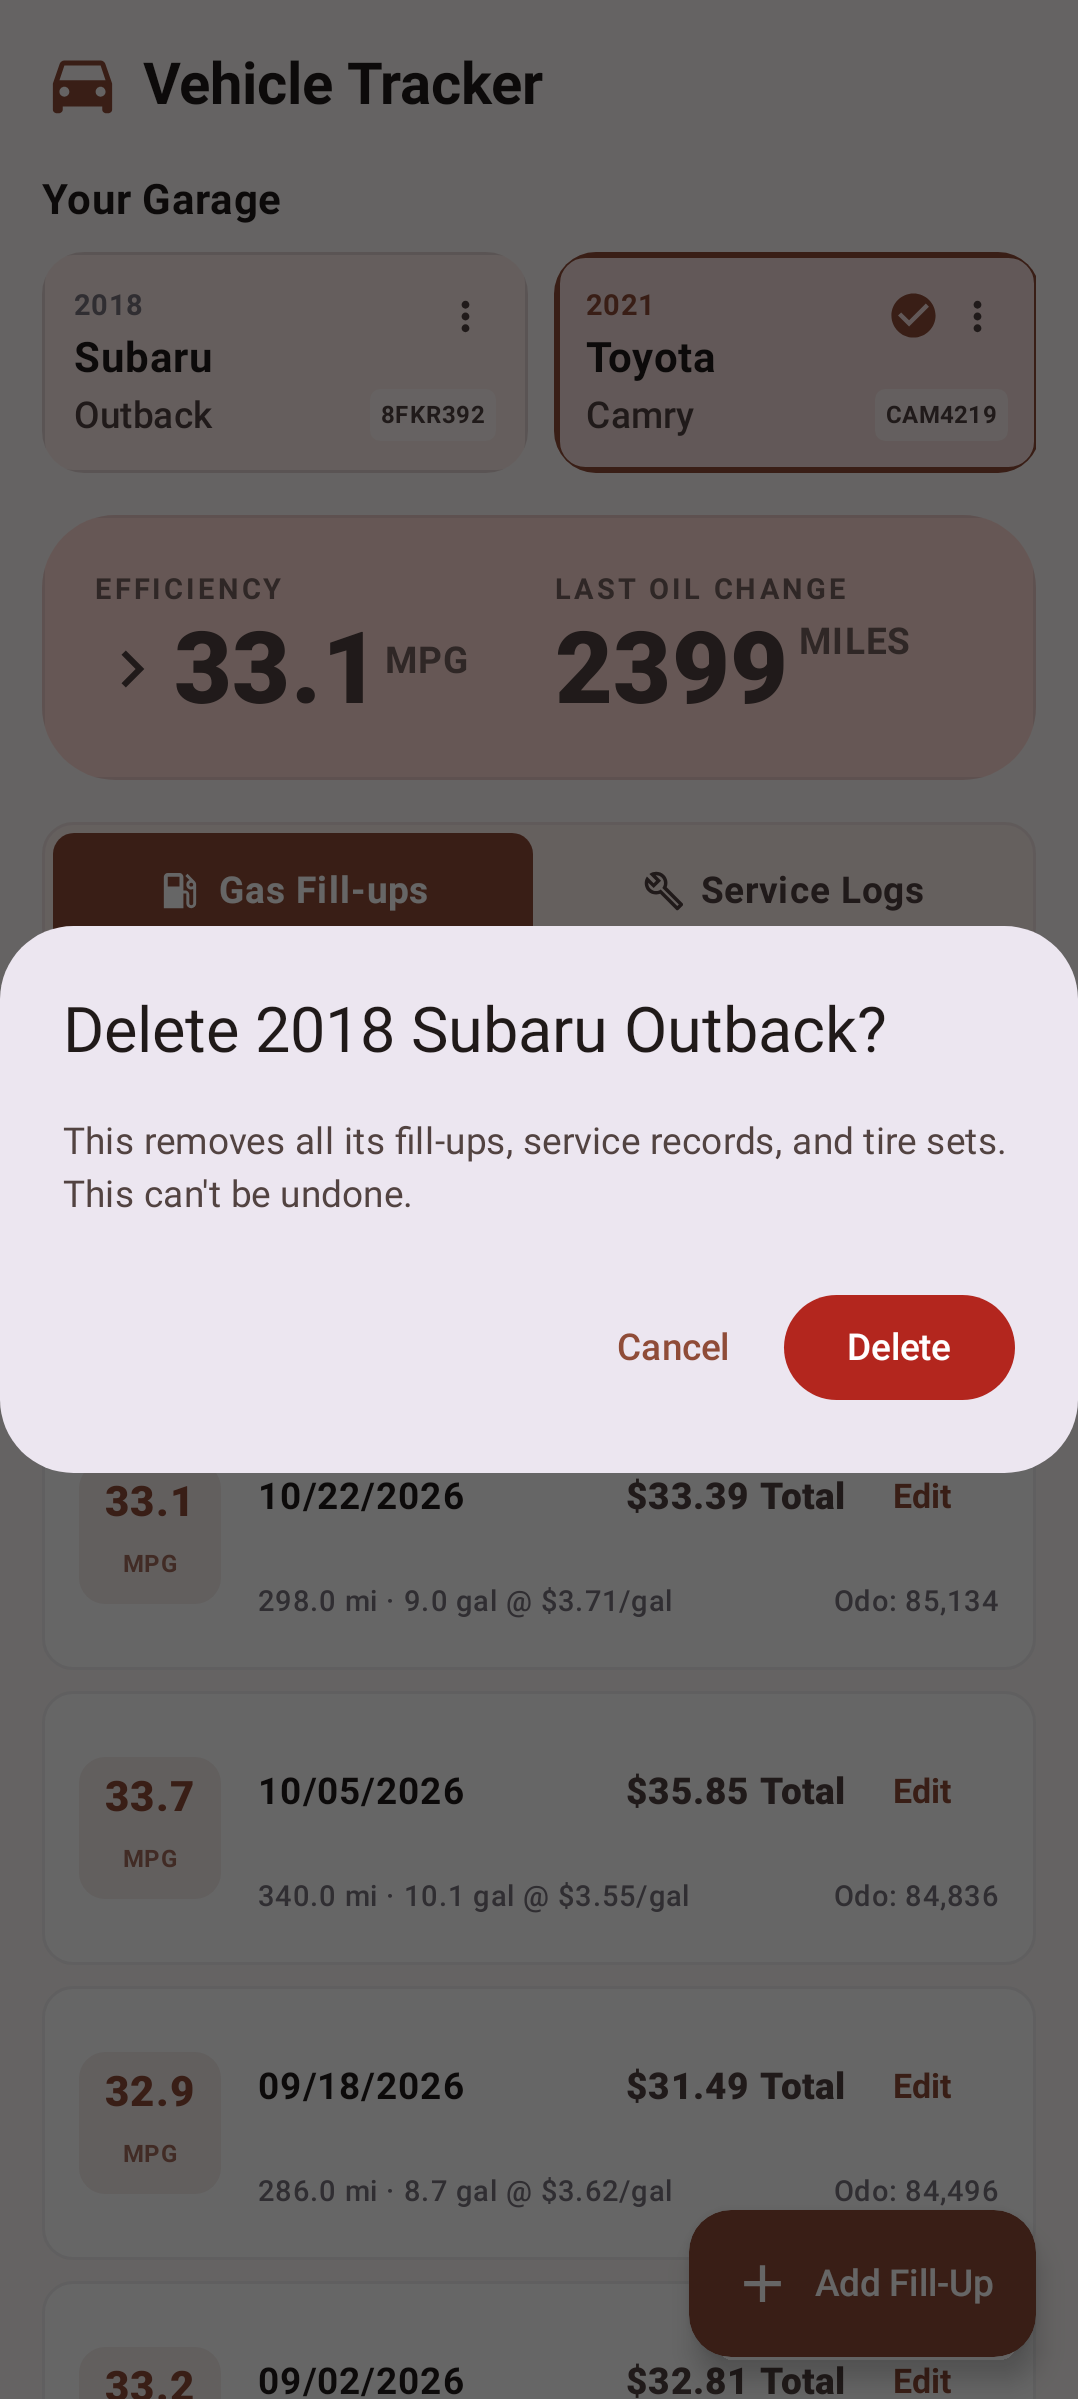 Vehicle Tracker
Your Garage
2018
Subaru
Outback
8FKR392
2021
Toyota
Camry
CAM4219
EFFICIENCY
33.1 MPG
LAST OIL CHANGE
2399 MILES
Gas Fill-ups
Service Logs
Delete 2018 Subaru Outback?
This removes all its fill-ups, service records, and tire sets.
This can't be undone.
Cancel
Delete
33.1
MPG
10/22/2026
$33.39 Total
Edit
298.0 mi · 9.0 gal @ $3.71/gal
Odo: 85,134
33.7
MPG
10/05/2026
$35.85 Total
Edit
340.0 mi · 10.1 gal @ $3.55/gal
Odo: 84,836
32.9
MPG
09/18/2026
$31.49 Total
Edit
286.0 mi · 8.7 gal @ $3.62/gal
Odo: 84,496
Add Fill-Up
33.2
09/02/2026
$32.81 Total
Edit